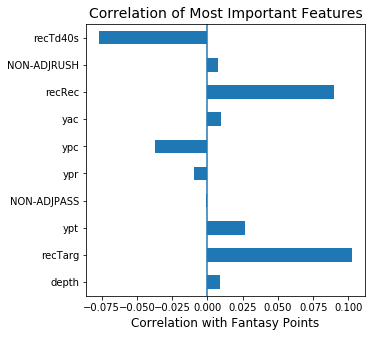 Correlation of Most Important Features
recTd40s
NON-ADJRUSH
recRec
yac
ypc
ypr
NON-ADJPASS
ypt
recTarg
depth
−0.075 −0.050 −0.025 0.000 0.025 0.050 0.075 0.100
Correlation with Fantasy Points